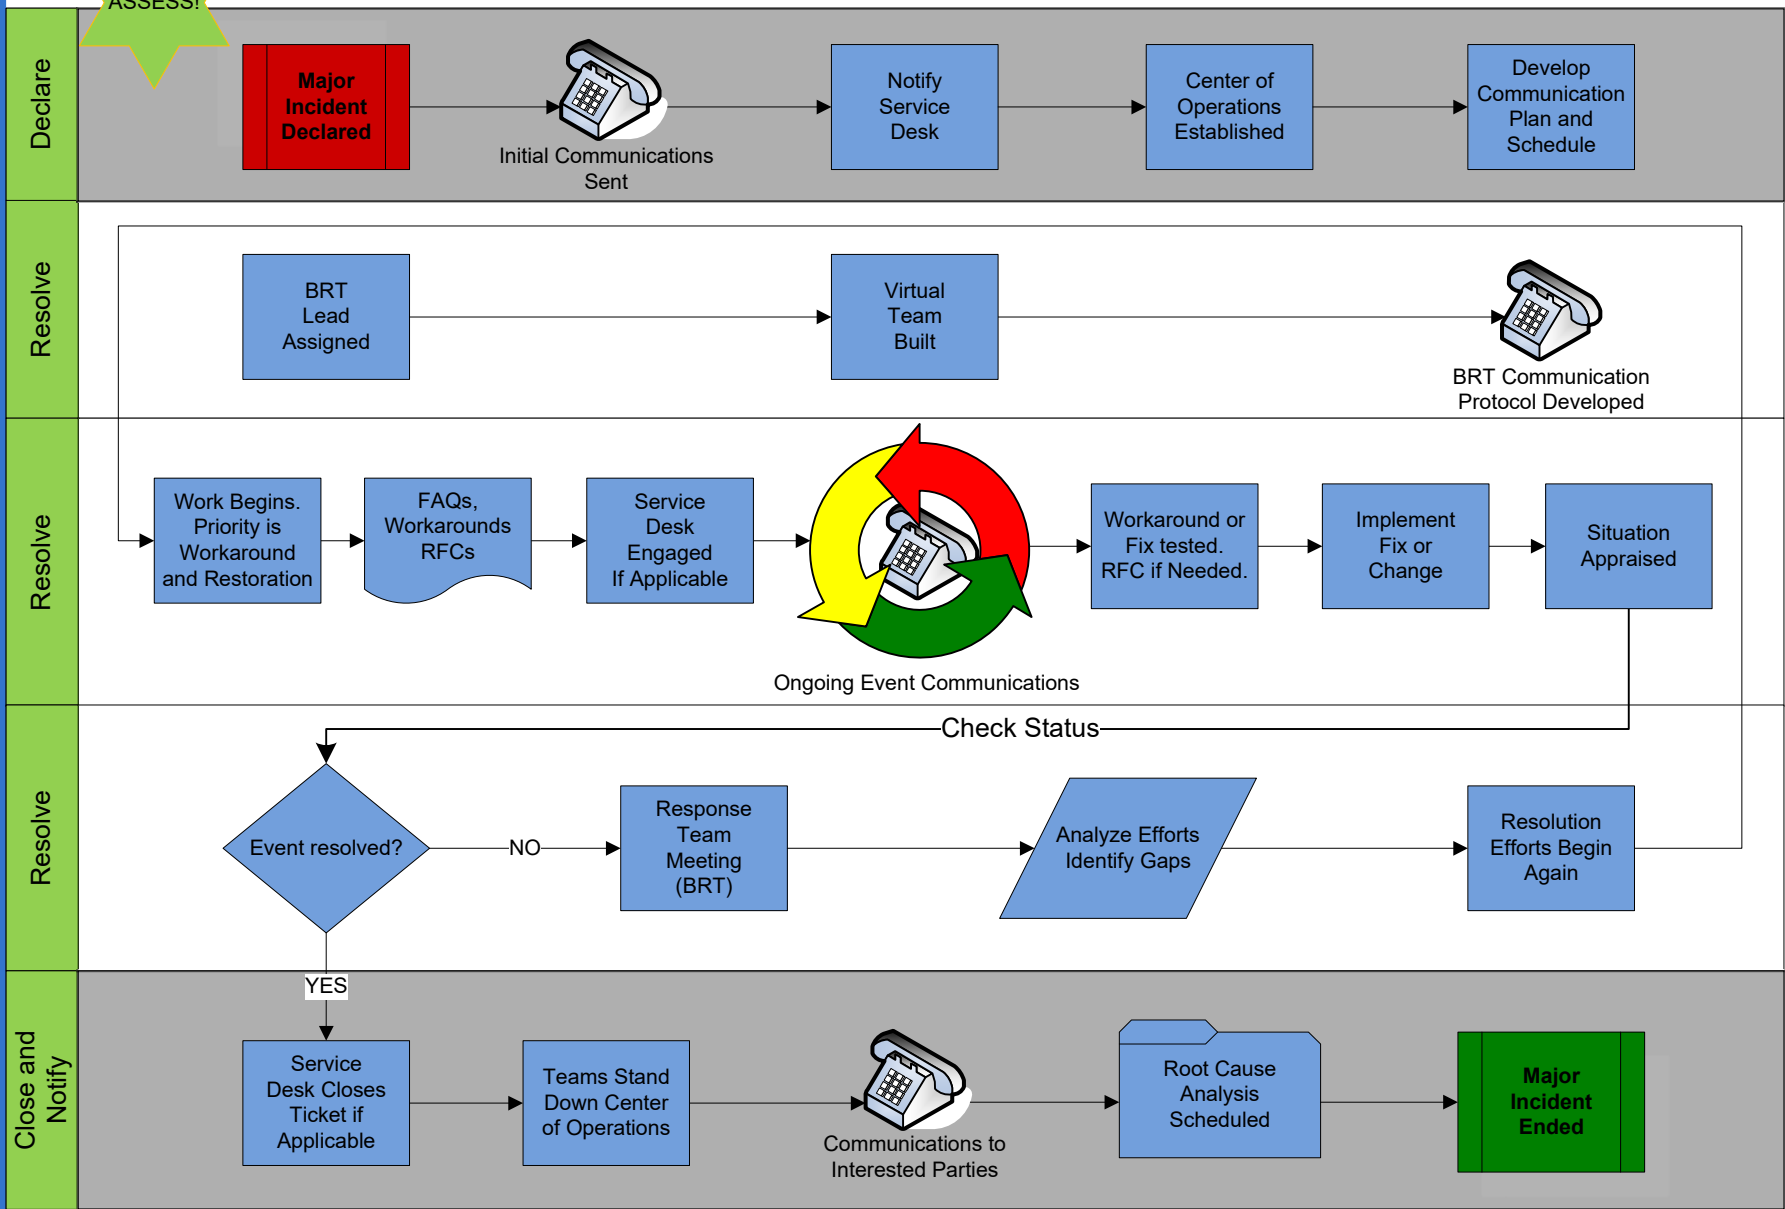 ASSESS!
Declare
Major
Incident
Declared
Initial Communications
Sent
Notify
Service
Desk
Center of
Operations
Established
Develop
Communication
Plan and
Schedule
Resolve
BRT
Lead
Assigned
Virtual
Team
Built
BRT Communication
Protocol Developed
Resolve
Work Begins.
Priority is
Workaround
and Restoration
FAQs,
Workarounds
RFCs
Service
Desk
Engaged
If Applicable
Ongoing Event Communications
Workaround or
Fix tested.
RFC if Needed.
Implement
Fix or
Change
Situation
Appraised
Check Status
Resolve
Event resolved?
NO
Response
Team
Meeting
(BRT)
Analyze Efforts
Identify Gaps
Resolution
Efforts Begin
Again
YES
Close and
Notify
Service
Desk Closes
Ticket if
Applicable
Teams Stand
Down Center
of Operations
Communications to
Interested Parties
Root Cause
Analysis
Scheduled
Major
Incident
Ended